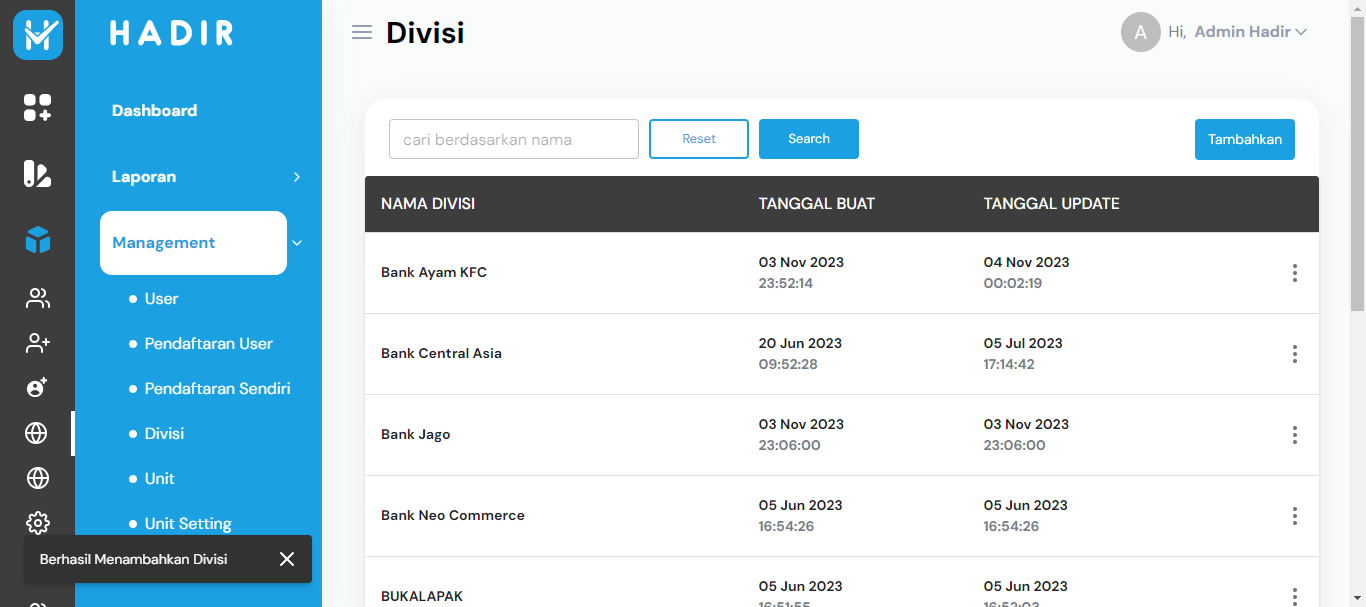 HADIR
Divisi
A Hi, Admin Hadir
Dashboard
Laporan
Management
User
Pendaftaran User
Pendaftaran Sendiri
Divisi
Unit
Unit Setting
Berhasil Menambahkan Divisi
cari berdasarkan nama Reset Search Tambahkan
NAMA DIVISI TANGGAL BUAT TANGGAL UPDATE
Bank Ayam KFC 03 Nov 2023 04 Nov 2023
23:52:14 00:02:19
Bank Central Asia 20 Jun 2023 05 Jul 2023
09:52:28 17:14:42
Bank Jago 03 Nov 2023 03 Nov 2023
23:06:00 23:06:00
Bank Neo Commerce 05 Jun 2023 05 Jun 2023
16:54:26 16:54:26
BUKALAPAK 05 Jun 2023 05 Jun 2023